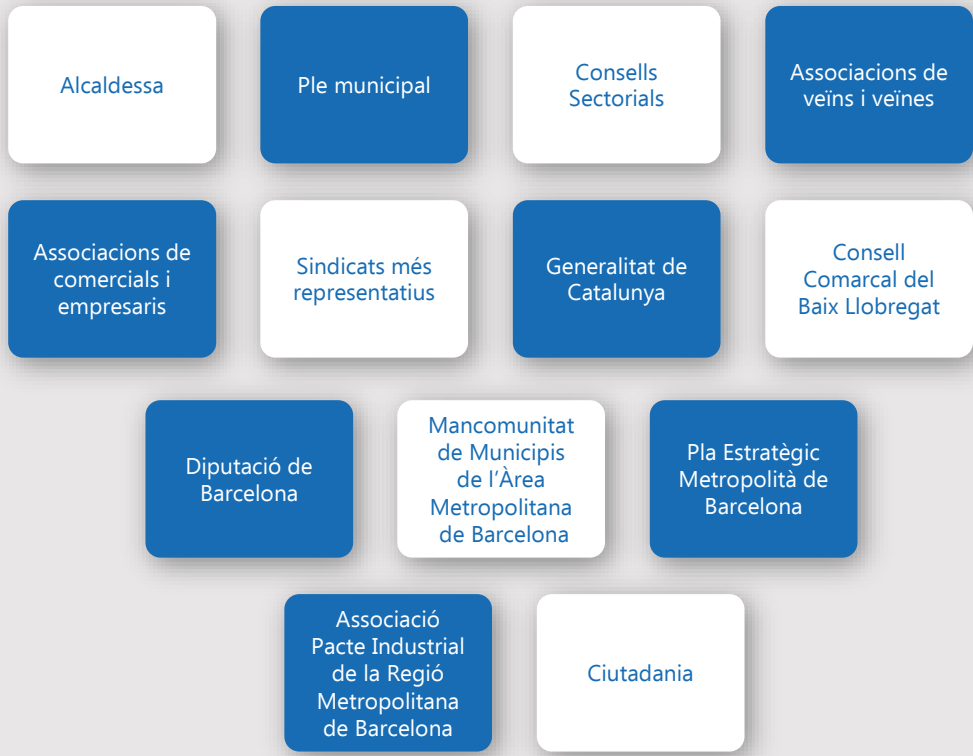 Alcaldessa
Ple municipal
Consells
Sectorials
Associacions de
veïns i veïnes
Associacions de
comercials i
empresaris
Sindicats més
representatius
Generalitat de
Catalunya
Consell
Comarcal del
Baix Llobregat
Diputació de
Barcelona
Mancomunitat
de Municipis
de l'Àrea
Metropolitana
de Barcelona
Pla Estratègic
Metropolità de
Barcelona
Associació
Pacte Industrial
de la Regió
Metropolitana
de Barcelona
Ciutadania